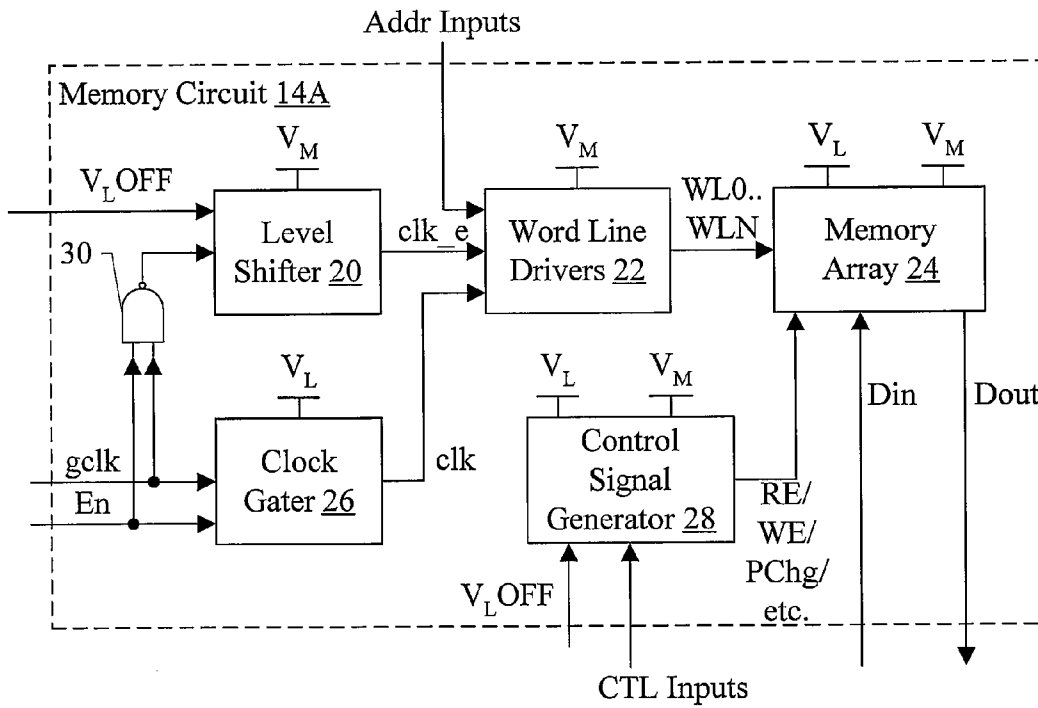 Addr Inputs
Memory Circuit 14A
V_M
V_LOFF
Level
Shifter 20
clk_e
V_M
Word Line
Drivers 22
WL0..
WLN
V_L
V_M
Memory
Array 24
30
V_L
gclk
En
Clock
Gater 26
clk
V_L
V_M
Control
Signal
Generator 28
RE/
WE/
PChg/
etc.
Din
Dout
V_LOFF
CTL Inputs